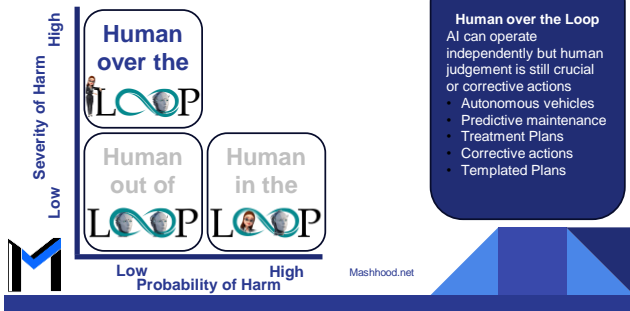 High
Severity of Harm
Low
Human
over the
LOOP
Human
out of
LOOP
Human
in the
LOOP
Low
High
Probability of Harm
Mashhood.net
Human over the Loop
AI can operate
independently but human
judgement is still crucial
or corrective actions
• Autonomous vehicles
• Predictive maintenance
• Treatment Plans
• Corrective actions
• Templated Plans